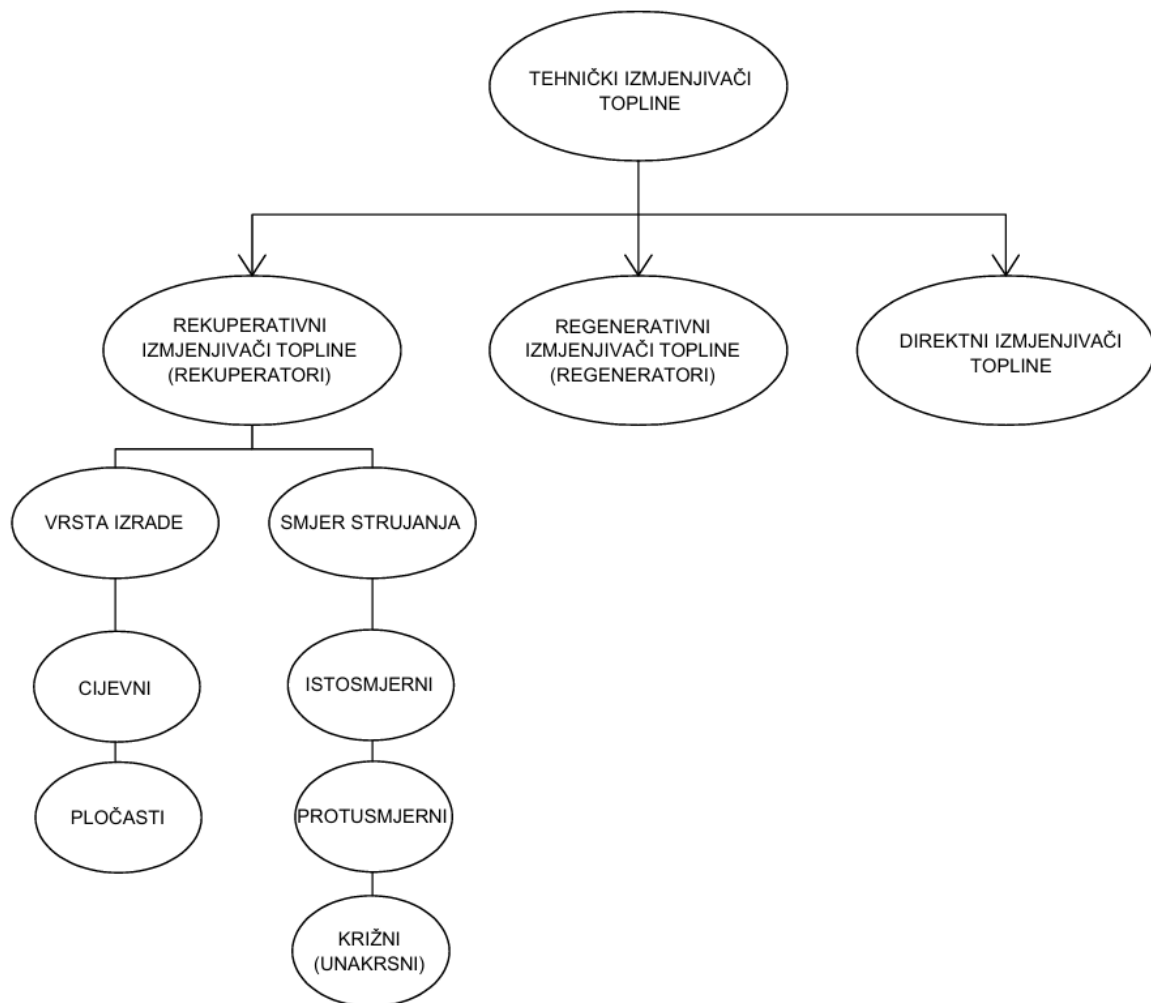 TEHNIČKI IZMJENJIVAČI
TOPLINE
REKUPERATIVNI
IZMJENJIVAČI TOPLINE
(REKUPERATORI)
REGENERATIVNI
IZMJENJIVAČI TOPLINE
(REGENERATORI)
DIREKTNI IZMJENJIVAČI
TOPLINE
VRSTA IZRADE
SMJER STRUJANJA
CIJEVNI
ISTOSMJERNI
PLOČASTI
PROTUSMJERNI
KRIŽNI
(UNAKRSNI)